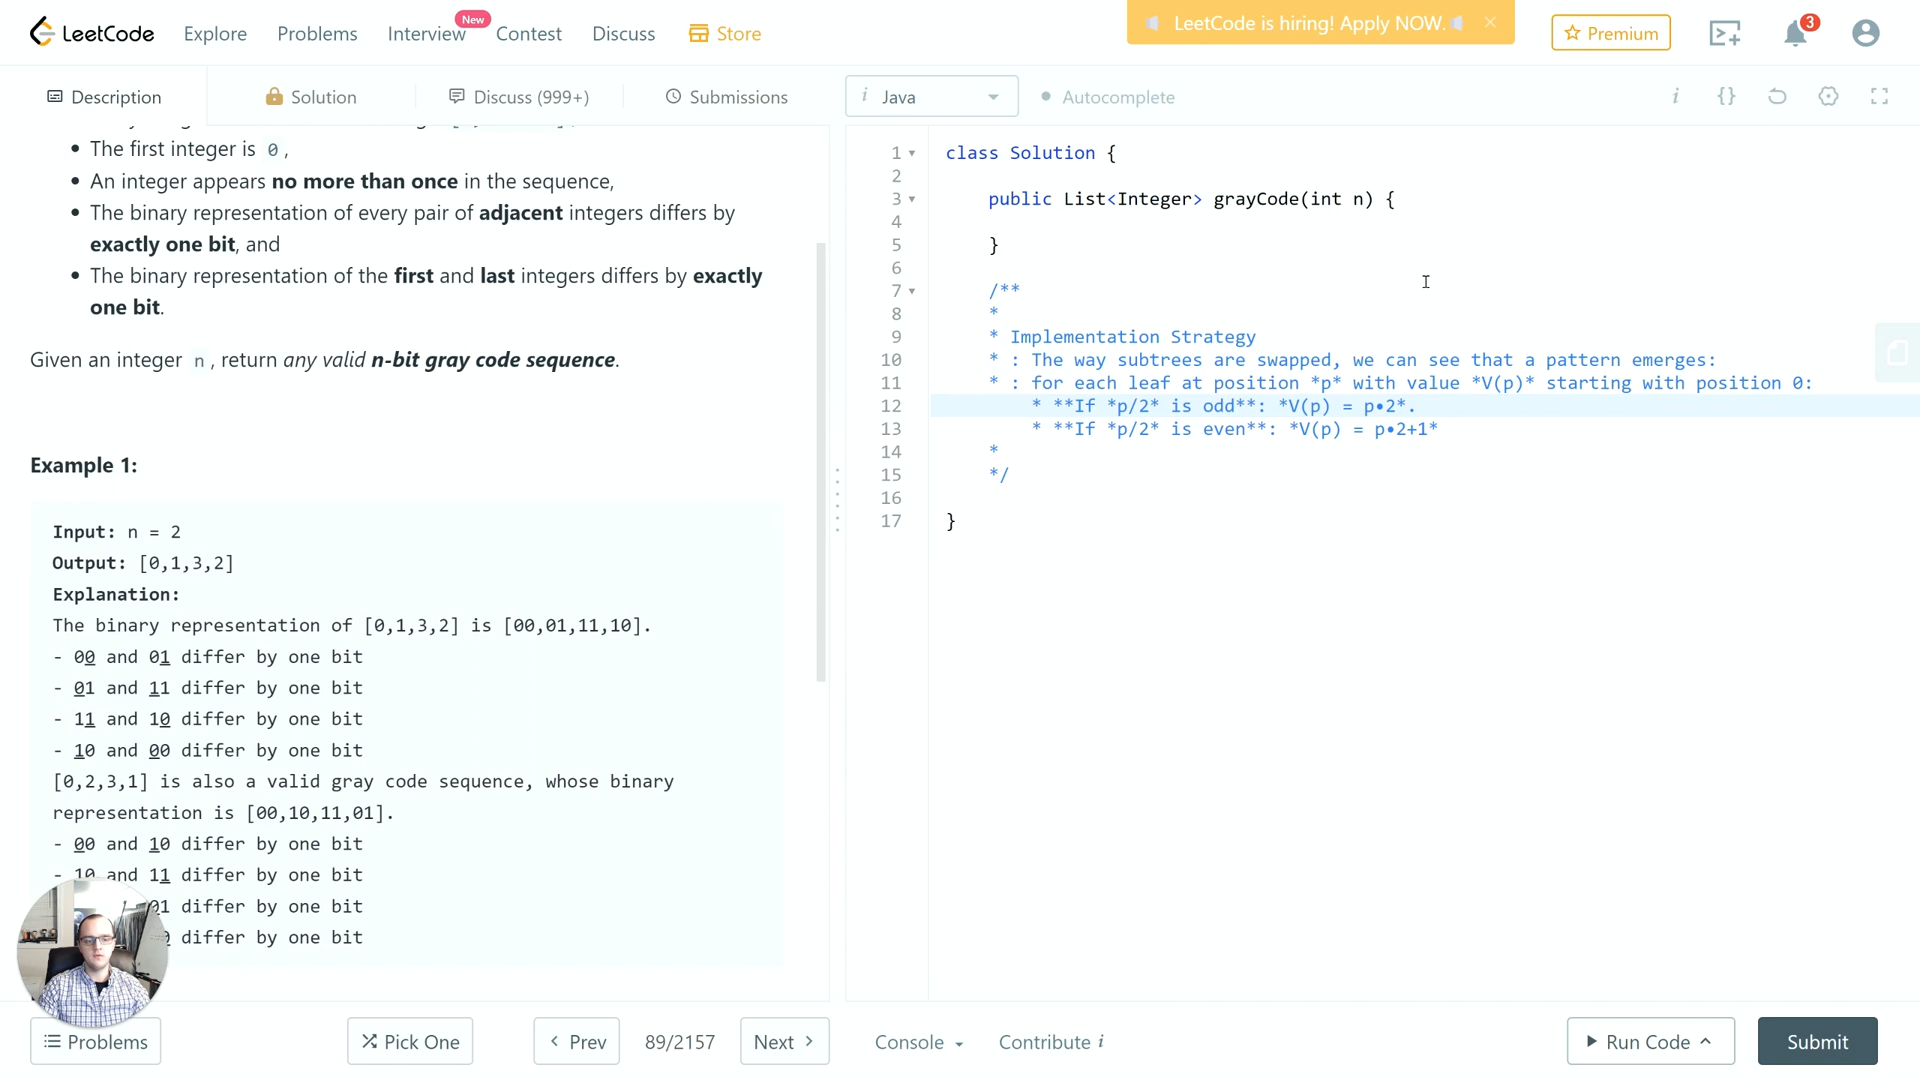 LeetCode Explore Problems Interview New Contest Discuss Store LeetCode is hiring! Apply NOW. Premium 3
Description Solution Discuss (999+) Submissions i Java Autocomplete
• The first integer is 0,
• An integer appears no more than once in the sequence,
• The binary representation of every pair of adjacent integers differs by
exactly one bit, and
• The binary representation of the first and last integers differs by exactly
one bit.
Given an integer n, return any valid n-bit gray code sequence.
Example 1:
Input: n = 2
Output: [0,1,3,2]
Explanation:
The binary representation of [0,1,3,2] is [00,01,11,10].
- 00 and 01 differ by one bit
- 01 and 11 differ by one bit
- 11 and 10 differ by one bit
- 10 and 00 differ by one bit
[0,2,3,1] is also a valid gray code sequence, whose binary
representation is [00,10,11,01].
- 00 and 10 differ by one bit
- 10 and 11 differ by one bit
01 differ by one bit
differ by one bit
1 class Solution {
2
3 public List<Integer> grayCode(int n) {
4
5 }
6
7 /**
8 *
9 * Implementation Strategy
10 * : The way subtrees are swapped, we can see that a pattern emerges:
11 * : for each leaf at position *p* with value *V(p)* starting with position 0:
12 * **If *p/2* is odd**: *V(p) = p•2*.
13 * **If *p/2* is even**: *V(p) = p•2+1*
14 *
15 */
16
17 }
Problems Pick One Prev 89/2157 Next Console Contribute i Run Code Submit